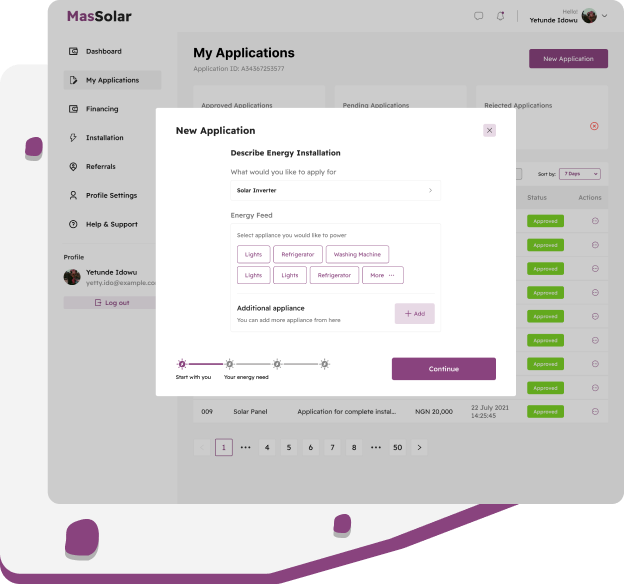 MasSolar
Hello!
Yetunde Idowu
Dashboard
My Applications
Financing
Installation
Referrals
Profile Settings
Help & Support
Profile
Yetunde Idowu
yetty.ido@example.co
Log out
My Applications
Application ID: A34367253577
New Application
Approved Applications
Pending Applications
Rejected Applications
Sort by:
7 Days
Status
Actions
Approved
Approved
Approved
Approved
Approved
Approved
Approved
Approved
New Application
Describe Energy Installation
What would you like to apply for
Solar Inverter
Energy Feed
Select appliance you would like to power
Lights Refrigerator Washing Machine
Lights Lights Refrigerator More ...
Additional appliance
You can add more appliance from here
+ Add
Start with you Your energy need
Continue
009 Solar Panel Application for complete instal... NGN 20,000 22 July 2021 Approved
14:25:45
1 ... 4 5 6 7 8 ... 50 >